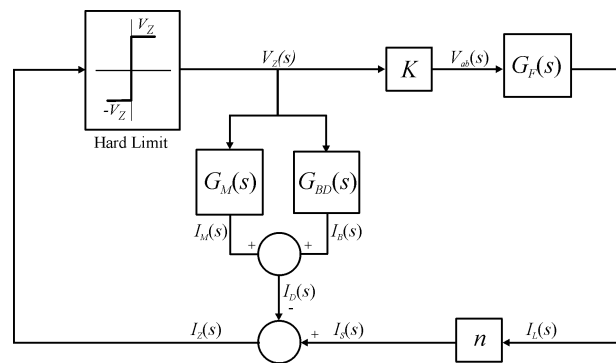 V_Z
-V_Z
Hard Limit
V_Z(s)
K
V_ab(s)
G_F(s)
G_M(s)
G_BD(s)
I_M(s)
I_B(s)
+
+
I_D(s)
-
I_Z(s)
+
I_S(s)
n
I_L(s)